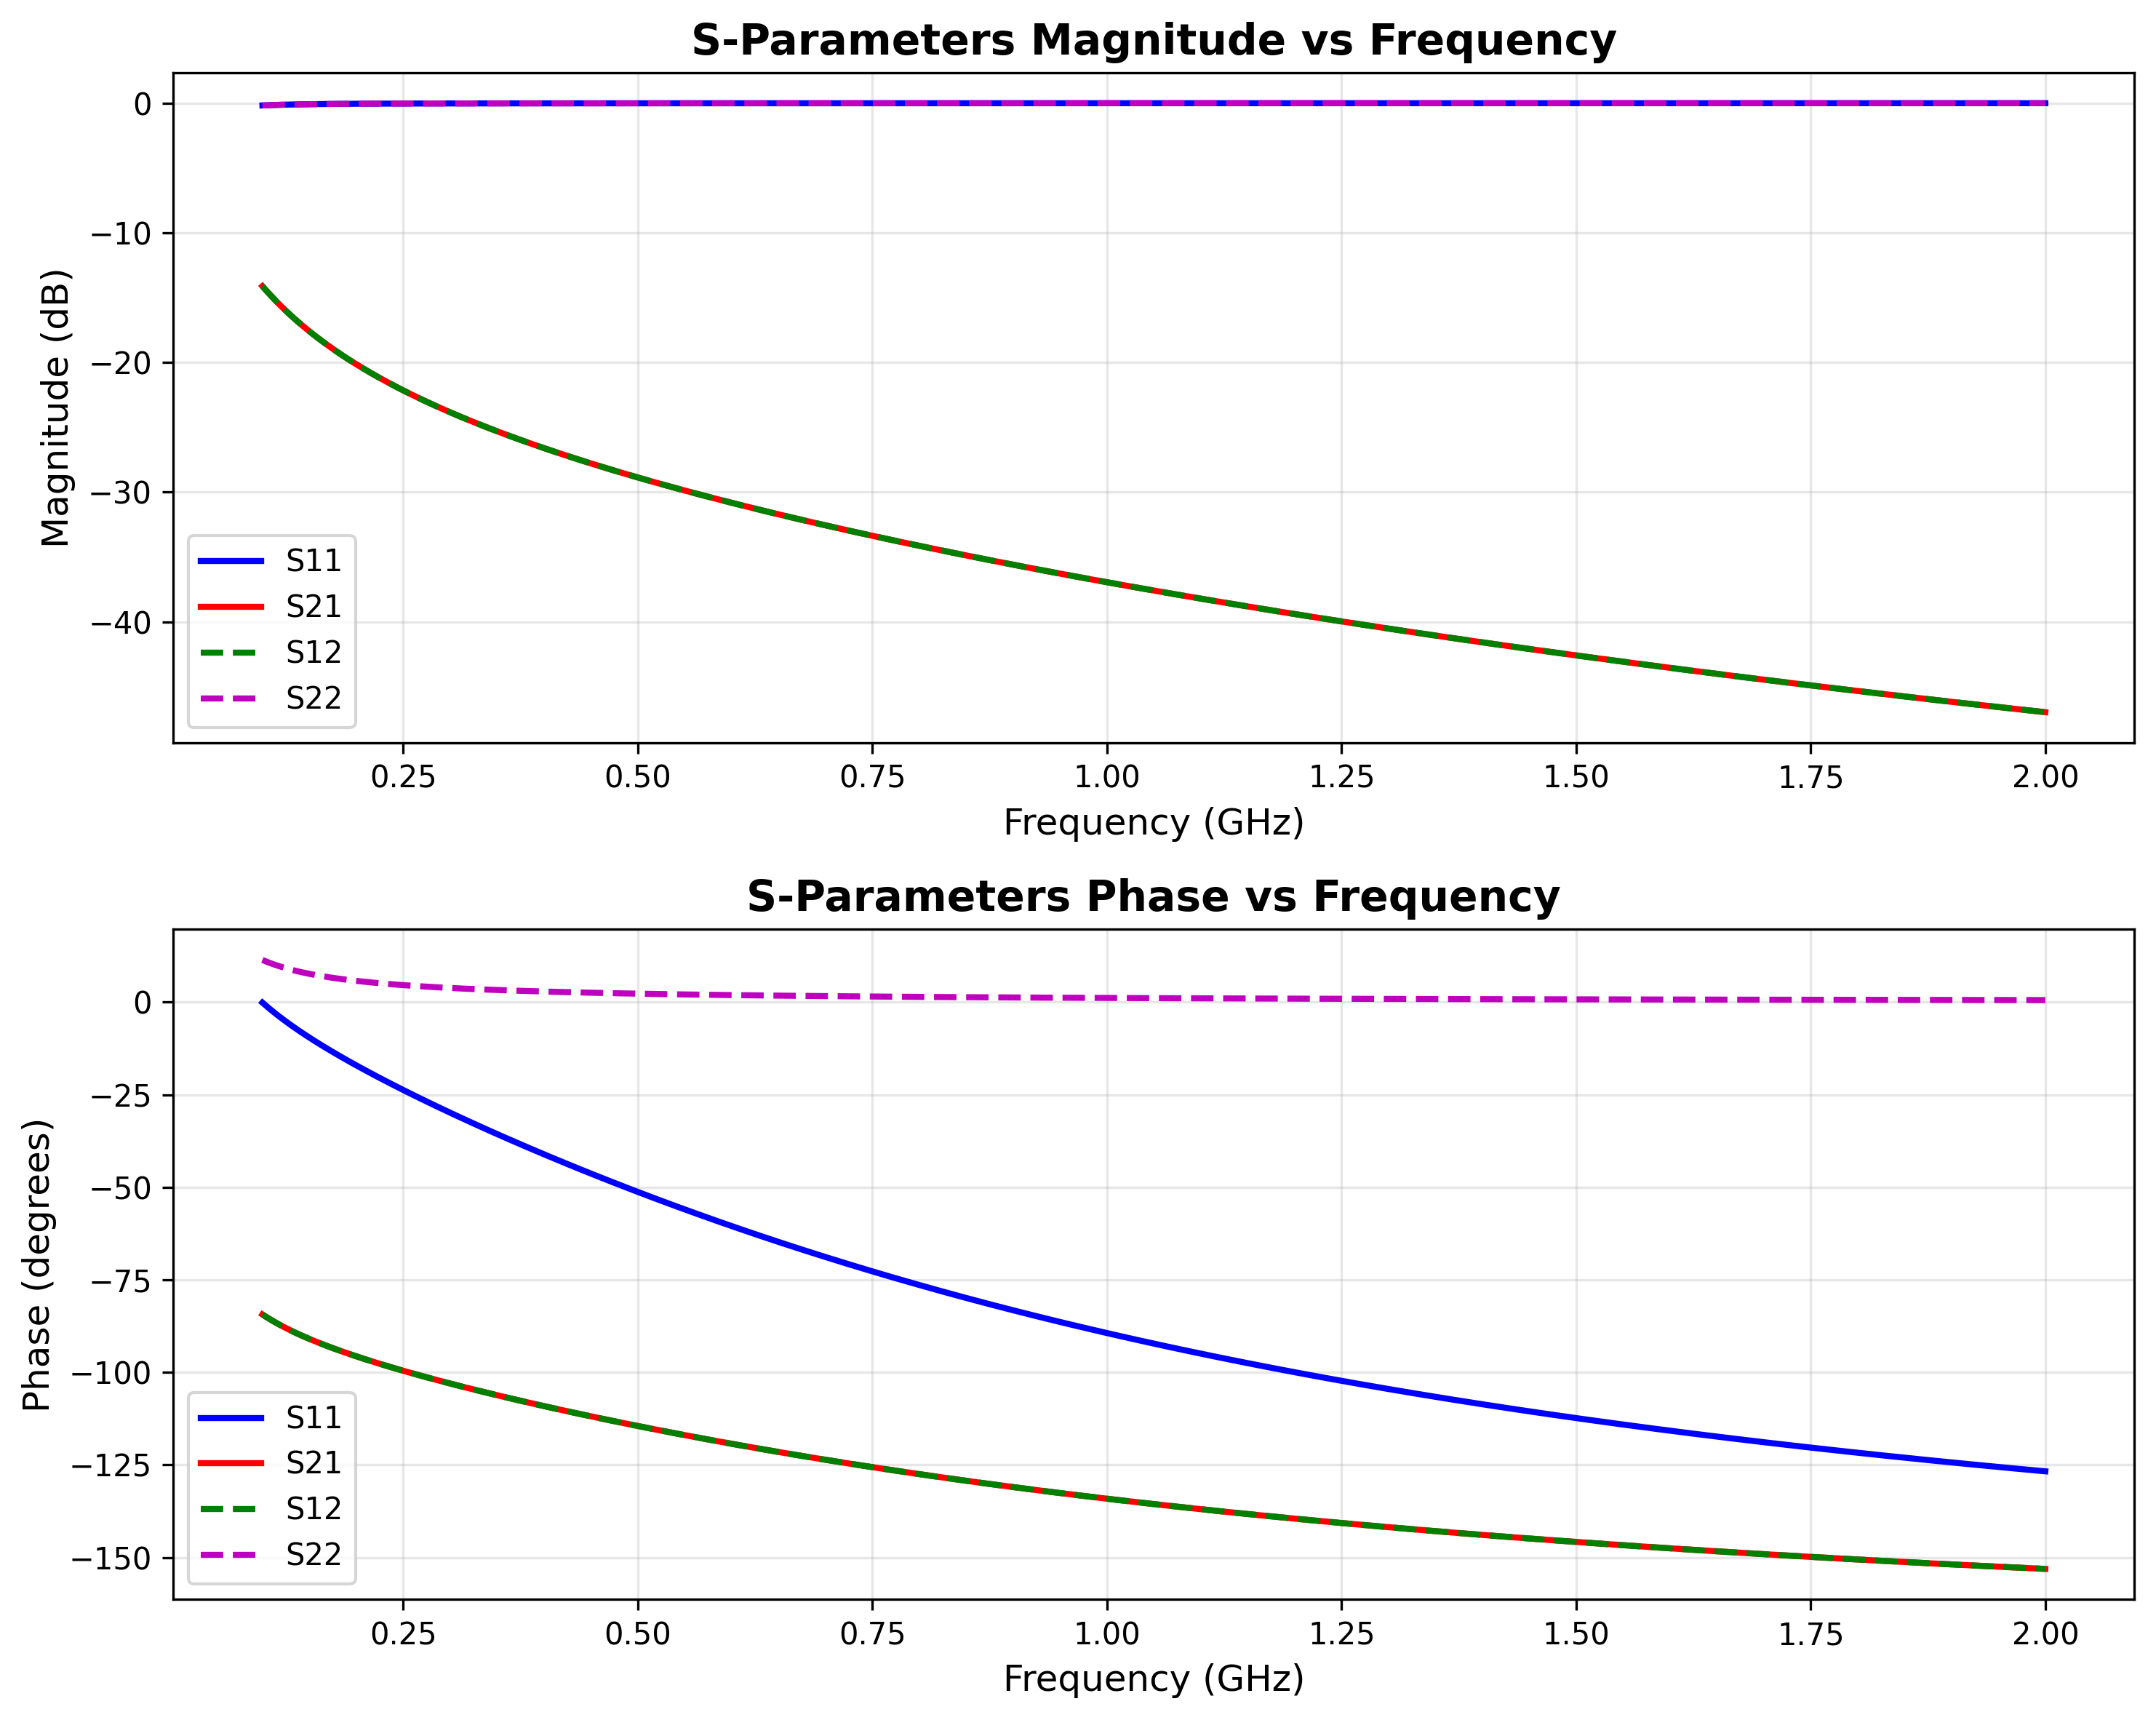 S-Parameters Magnitude vs Frequency
0
−10
−20
−30
−40
Magnitude (dB)
S11
S21
S12
S22
0.25 0.50 0.75 1.00 1.25 1.50 1.75 2.00
Frequency (GHz)
S-Parameters Phase vs Frequency
0
−25
−50
−75
−100
−125
−150
Phase (degrees)
S11
S21
S12
S22
0.25 0.50 0.75 1.00 1.25 1.50 1.75 2.00
Frequency (GHz)